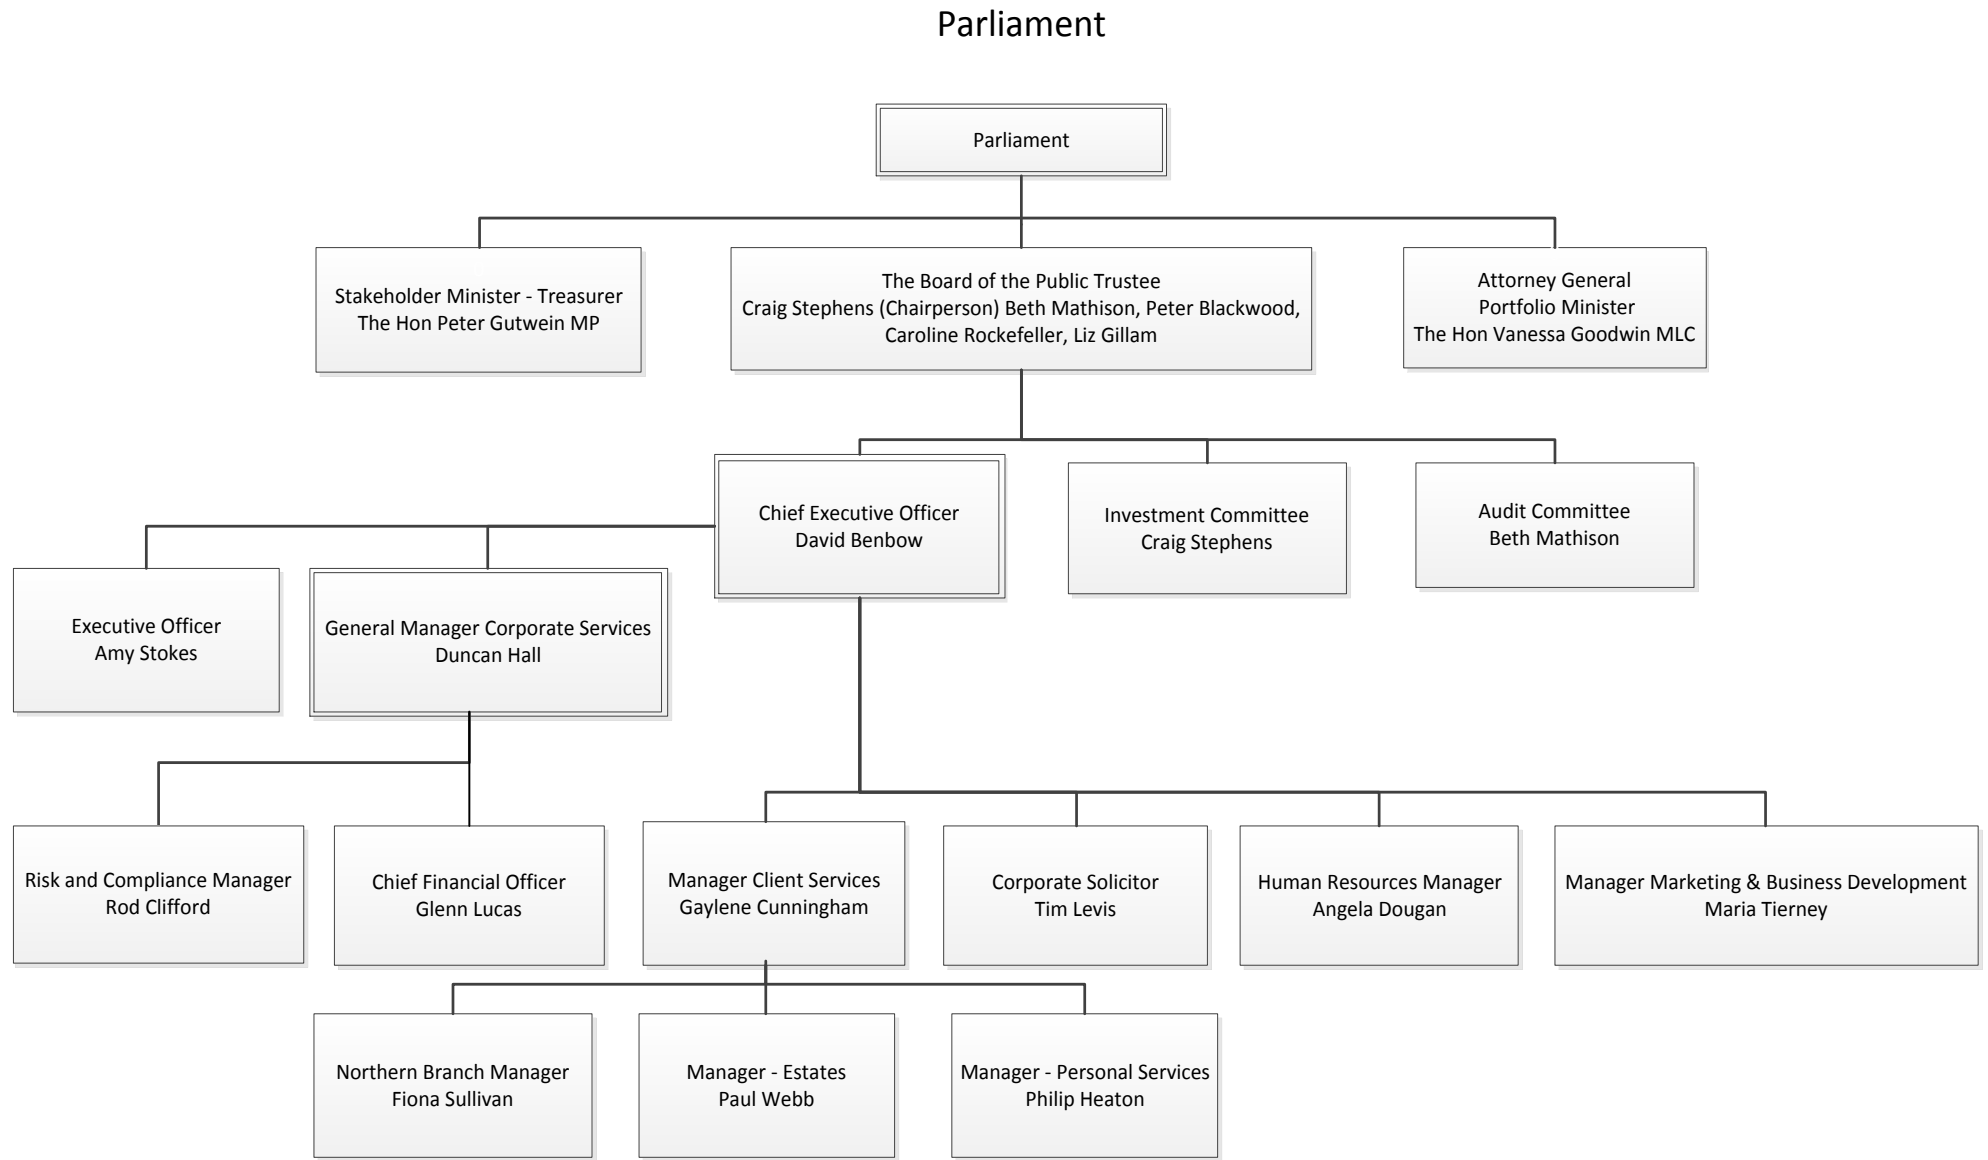 Parliament
Parliament
Stakeholder Minister - Treasurer
The Hon Peter Gutwein MP
The Board of the Public Trustee
Craig Stephens (Chairperson) Beth Mathison, Peter Blackwood,
Caroline Rockefeller, Liz Gillam
Attorney General
Portfolio Minister
The Hon Vanessa Goodwin MLC
Chief Executive Officer
David Benbow
Investment Committee
Craig Stephens
Audit Committee
Beth Mathison
Executive Officer
Amy Stokes
General Manager Corporate Services
Duncan Hall
Risk and Compliance Manager
Rod Clifford
Chief Financial Officer
Glenn Lucas
Manager Client Services
Gaylene Cunningham
Corporate Solicitor
Tim Levis
Human Resources Manager
Angela Dougan
Manager Marketing & Business Development
Maria Tierney
Northern Branch Manager
Fiona Sullivan
Manager - Estates
Paul Webb
Manager - Personal Services
Philip Heaton